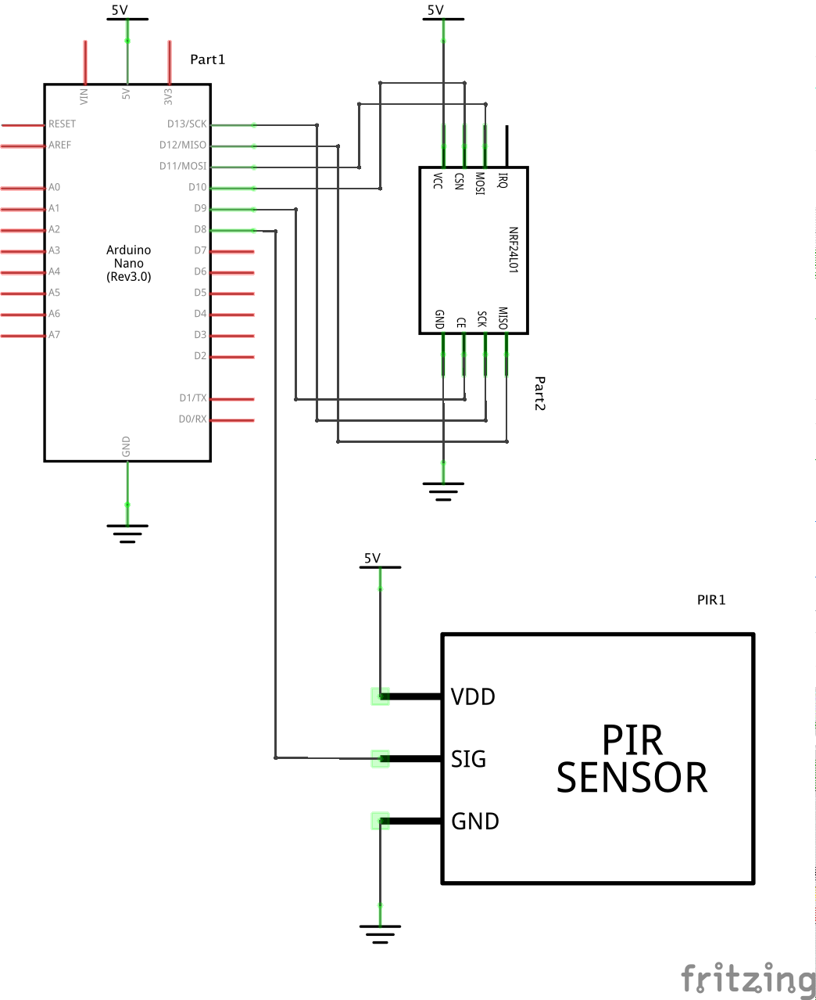 5V
5V
Part1
VIN
5V
3V3
RESET
AREF
A0
A1
A2
A3
A4
A5
A6
A7
D13/SCK
D12/MISO
D11/MOSI
D10
D9
D8
D7
D6
D5
D4
D3
D2
D1/TX
D0/RX
GND
Arduino
Nano
(Rev3.0)
VCC
CSN
MOSI
IRQ
NRF24L01
GND
CE
SCK
MISO
Part2
5V
PIR1
VDD
SIG
GND
PIR
SENSOR
fritzing